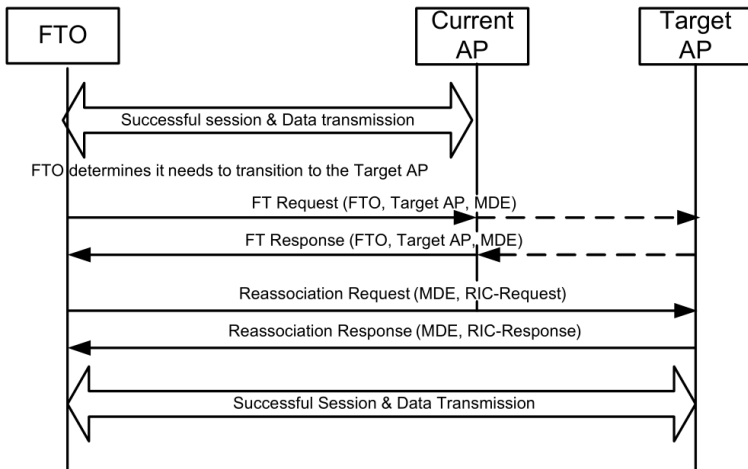 FTO
Current
AP
Target
AP
Successful session & Data transmission
FTO determines it needs to transition to the Target AP
FT Request (FTO, Target AP, MDE)
FT Response (FTO, Target AP, MDE)
Reassociation Request (MDE, RIC-Request)
Reassociation Response (MDE, RIC-Response)
Successful Session & Data Transmission